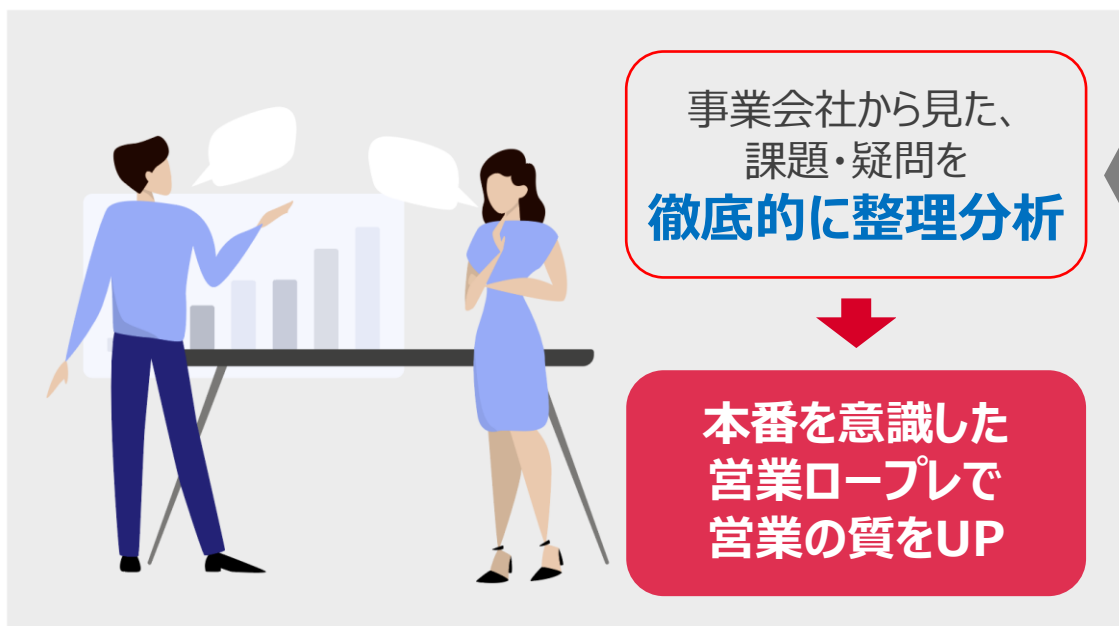 事業会社から見た、
課題・疑問を
徹底的に整理分析
本番を意識した
営業ロープレで
営業の質をUP